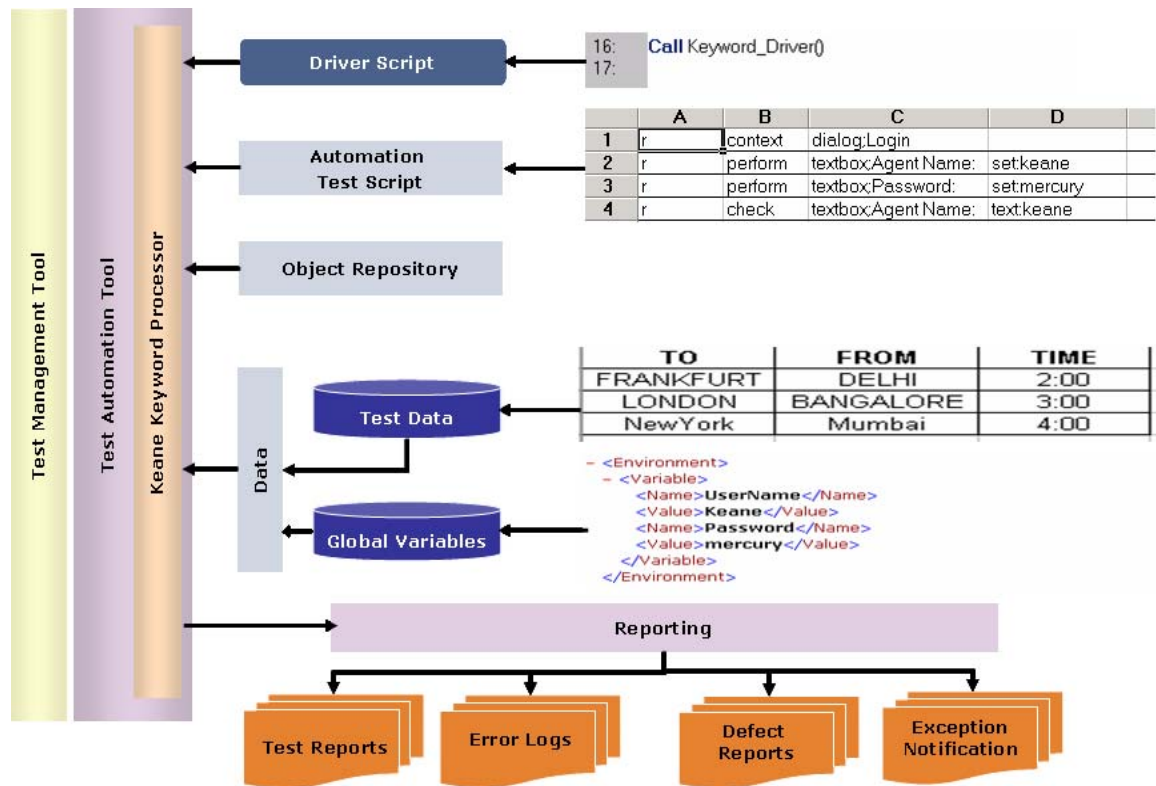 Test Management Tool
Test Automation Tool
Keane Keyword Processor
Driver Script
16: Call Keyword_Driver()
17:
Automation
Test Script
A B C D
1 r context dialog;Login
2 r perform textbox;Agent Name: set:keane
3 r perform textbox;Password: set:mercury
4 r check textbox;Agent Name: text:keane
Object Repository
Data
Test Data
TO FROM TIME
FRANKFURT DELHI 2:00
LONDON BANGALORE 3:00
NewYork Mumbai 4:00
Global Variables
- <Environment>
- <Variable>
<Name>UserName</Name>
<Value>Keane</Value>
<Name>Password</Name>
<Value>mercury</Value>
</Variable>
</Environment>
Reporting
Test Reports
Error Logs
Defect
Reports
Exception
Notification